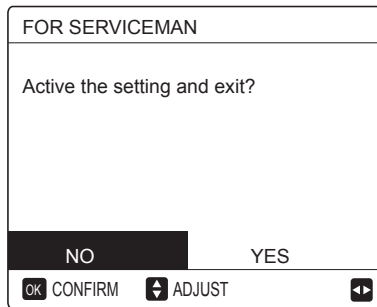 FOR SERVICEMAN
Active the setting and exit?
NO YES
OK CONFIRM ADJUST